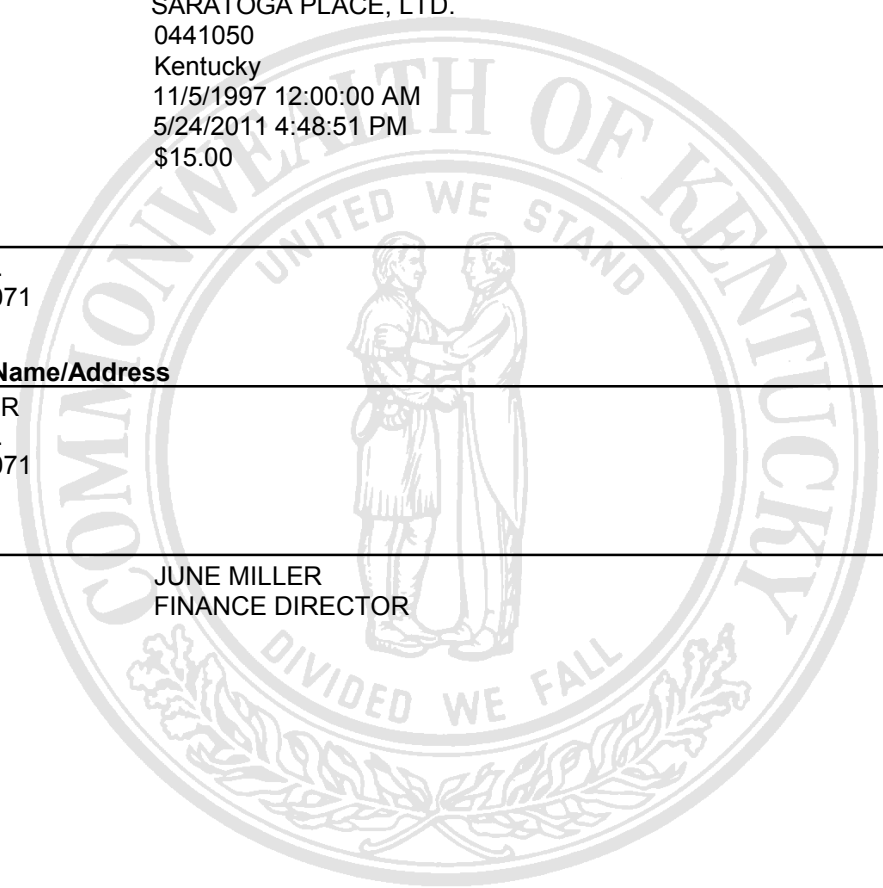 SARATOGA PLACE, LTD.
0441050
Kentucky
11/5/1997 12:00:00 AM
5/24/2011 4:48:51 PM
$15.00
071
Name/Address
R
071
JUNE MILLER
FINANCE DIRECTOR
COMMONWEALTH OF KENTUCKY
UNITED WE STAND
DIVIDED WE FALL